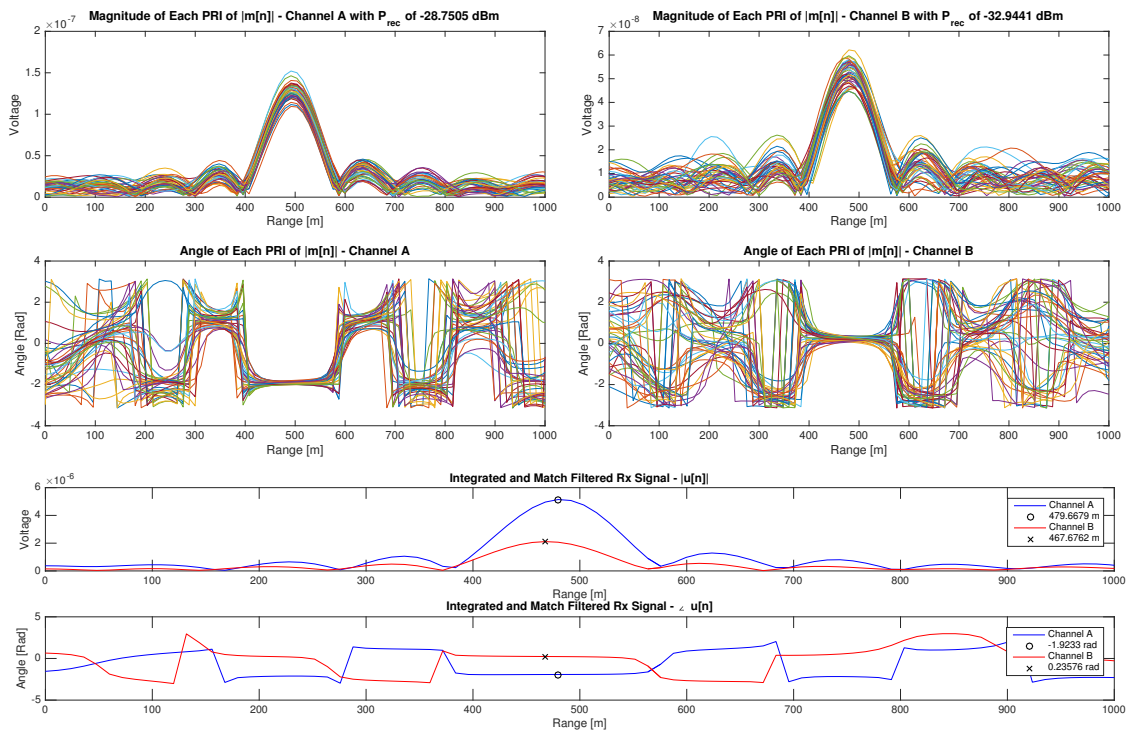 Magnitude of Each PRI of |m[n]| - Channel A with P_rec of -28.7505 dBm
×10^-7
2
1.5
1
0.5
0
Voltage
0 100 200 300 400 500 600 700 800 900 1000
Range [m]
Magnitude of Each PRI of |m[n]| - Channel B with P_rec of -32.9441 dBm
×10^-8
7
6
5
4
3
2
1
0
Voltage
0 100 200 300 400 500 600 700 800 900 1000
Range [m]
Angle of Each PRI of |m[n]| - Channel A
4
2
0
-2
-4
Angle [Rad]
0 100 200 300 400 500 600 700 800 900 1000
Range [m]
Angle of Each PRI of |m[n]| - Channel B
4
2
0
-2
-4
Angle [Rad]
0 100 200 300 400 500 600 700 800 900 1000
Range [m]
Integrated and Match Filtered Rx Signal - |u[n]|
×10^-6
6
4
2
0
Voltage
Channel A
479.6679 m
Channel B
467.6762 m
0 100 200 300 400 500 600 700 800 900 1000
Range [m]
Integrated and Match Filtered Rx Signal - ∠ u[n]
5
0
-5
Angle [Rad]
Channel A
-1.9233 rad
Channel B
0.23576 rad
0 100 200 300 400 500 600 700 800 900 1000
Range [m]